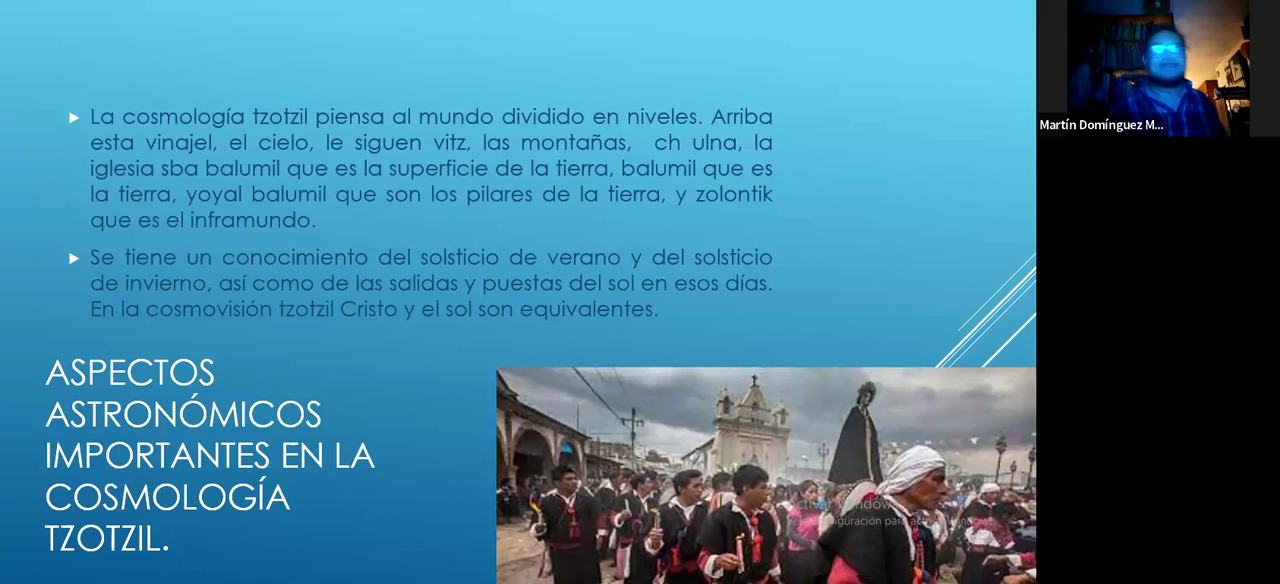 La cosmología tzotzil piensa al mundo dividido en niveles. Arriba
esta vinajel, el cielo, le siguen vitz, las montañas, ch ulna, la
iglesia sba balumil que es la superficie de la tierra, balumil que es
la tierra, yoyal balumil que son los pilares de la tierra, y zolontik
que es el inframundo.
Se tiene un conocimiento del solsticio de verano y del solsticio
de invierno, así como de las salidas y puestas del sol en esos días.
En la cosmovisión tzotzil Cristo y el sol son equivalentes.
ASPECTOS
ASTRONÓMICOS
IMPORTANTES EN LA
COSMOLOGÍA
TZOTZIL.
Martín Domínguez M...